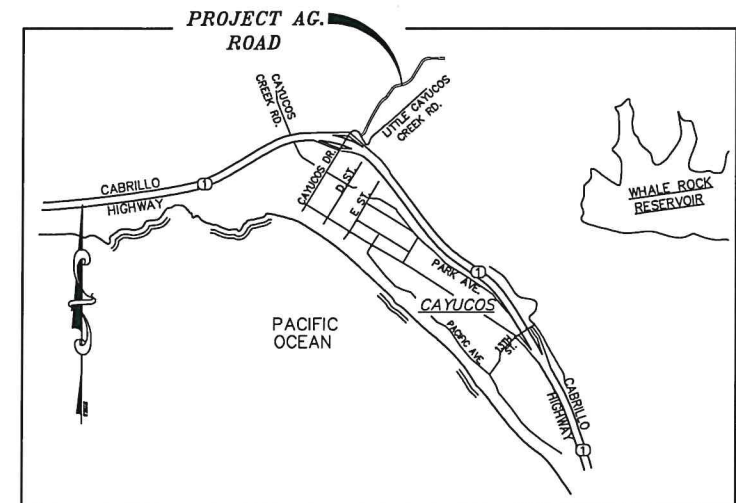 PROJECT AG.
ROAD
CAYUCOS
CREEK RD.
LITTLE CAYUCOS
CREEK RD.
CAYUCOS DR.
D ST.
E ST.
1
CABRILLO
HIGHWAY
WHALE ROCK
RESERVOIR
1
PARK AVE.
CAYUCOS
PACIFIC
OCEAN
PACIFIC AVE
13TH
ST.
CABRILLO
HIGHWAY
1